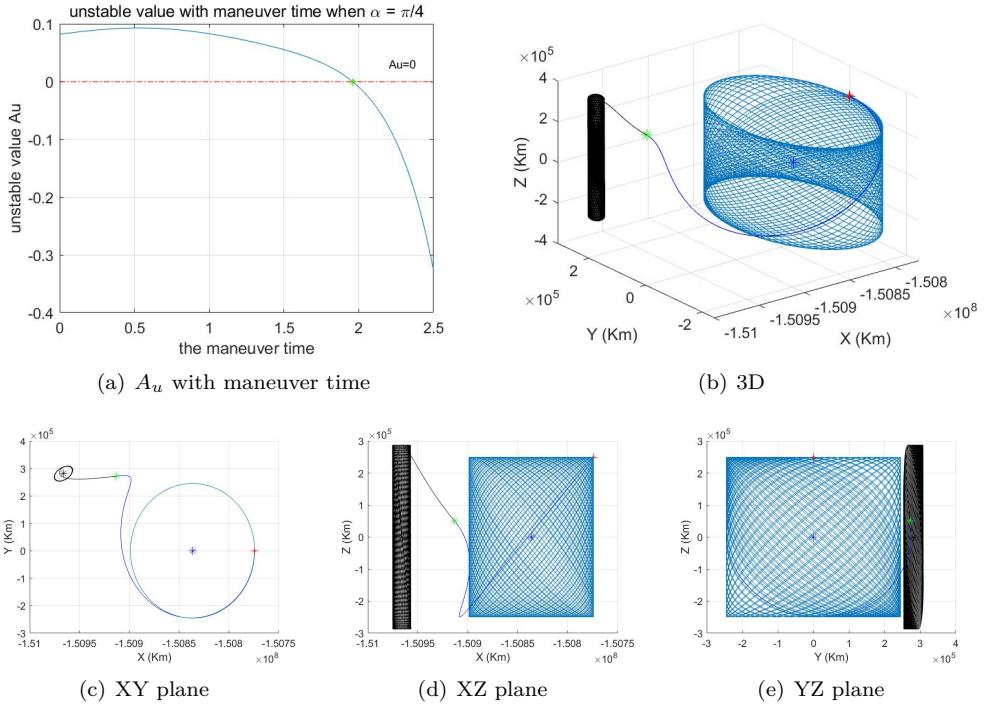 unstable value with maneuver time when α = π/4
0.1
0
-0.1
-0.2
-0.3
-0.4
unstable value Au
Au=0
0 0.5 1 1.5 2 2.5
the maneuver time
(a) A_u with maneuver time
×10^5
4
2
0
-2
-4
Z (Km)
2
0
-2
×10^5
Y (Km)
-1.51
-1.5095
-1.509
-1.5085
-1.508
×10^8
X (Km)
(b) 3D
×10^5
4
3
2
1
0
-1
-2
-3
Y (Km)
-1.51 -1.5095 -1.509 -1.5085 -1.508 -1.5075
X (Km) ×10^8
(c) XY plane
×10^5
3
2
1
0
-1
-2
-3
Z (Km)
-1.51 -1.5095 -1.509 -1.5085 -1.508 -1.5075
X (Km) ×10^8
(d) XZ plane
×10^5
3
2
1
0
-1
-2
-3
Z (Km)
-3 -2 -1 0 1 2 3 4
Y (Km) ×10^5
(e) YZ plane